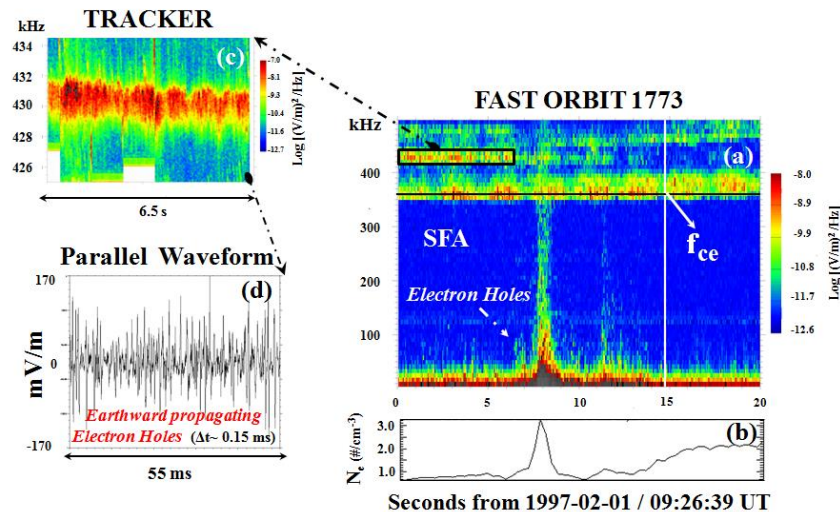 TRACKER
kHz
434
432
430
428
426
(c)
-7.0
-8.1
-9.3
-10.4
-11.6
-12.7
Log [(V/m)² /Hz]
6.5 s
FAST ORBIT 1773
kHz
400
300
200
100
(a)
SFA
fce
Electron Holes
0
5
10
15
20
-8.0
-8.9
-9.9
-10.8
-11.7
-12.6
Log [(V/m)² /Hz]
Parallel Waveform
170
0
-170
mV/m
(d)
Earthward propagating
Electron Holes (Δt~ 0.15 ms)
55 ms
(b)
3.0
2.0
1.0
Ne (#/cm-3)
Seconds from 1997-02-01 / 09:26:39 UT